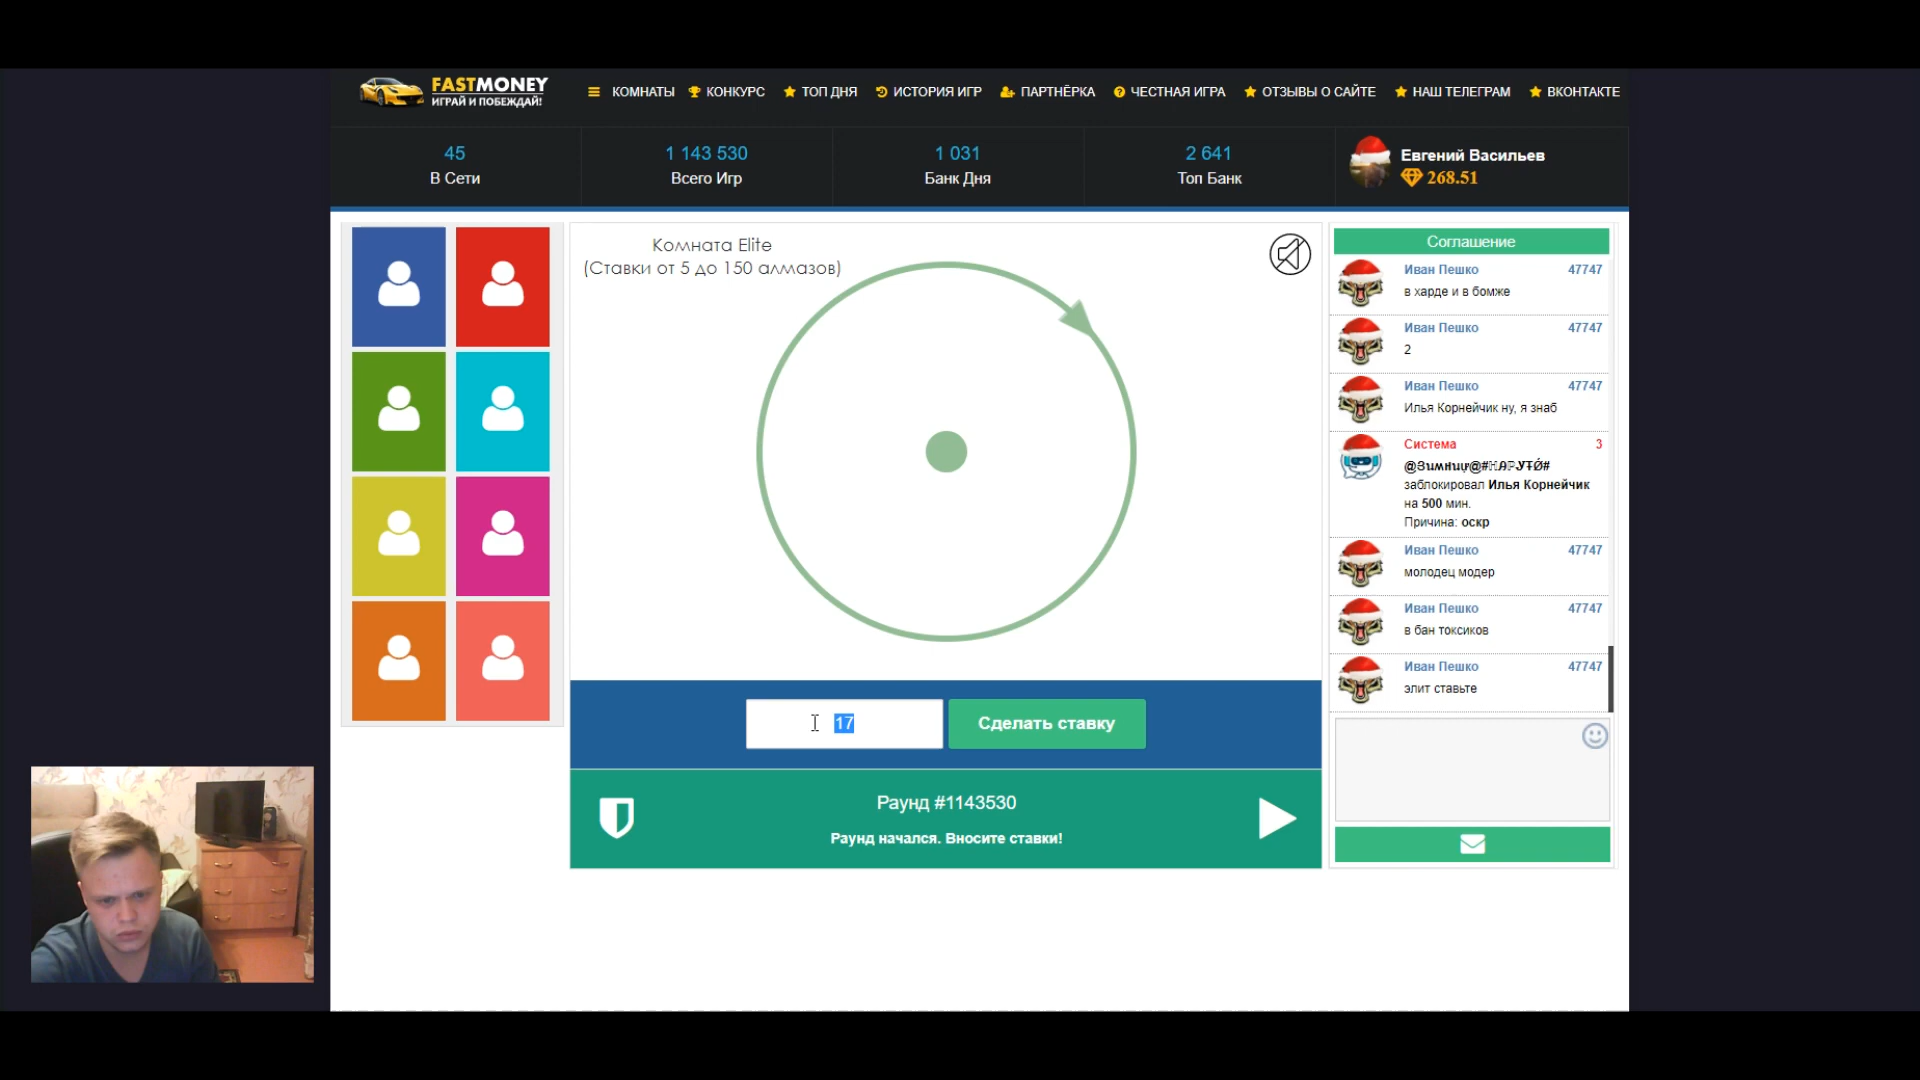 FASTMONEY
ИГРАЙ И ПОБЕЖДАЙ!
КОМНАТЫ
КОНКУРС
ТОП ДНЯ
ИСТОРИЯ ИГР
ПАРТНЁРКА
ЧЕСТНАЯ ИГРА
ОТЗЫВЫ О САЙТЕ
НАШ ТЕЛЕГРАМ
ВКОНТАКТЕ
45
В Сети
1 143 530
Всего Игр
1 031
Банк Дня
2 641
Топ Банк
Евгений Васильев
268.51
Комната Elite
(Ставки от 5 до 150 алмазов)
17
Сделать ставку
Раунд #1143530
Раунд начался. Вносите ставки!
Соглашение
Иван Пешко 47747
в харде и в бомже
Иван Пешко 47747
2
Иван Пешко 47747
Илья Корнейчик ну, я знаб
Система 3
заблокировал Илья Корнейчик
на 500 мин.
Причина: оскр
Иван Пешко 47747
молодец модер
Иван Пешко 47747
в бан токсиков
Иван Пешко 47747
элит ставьте